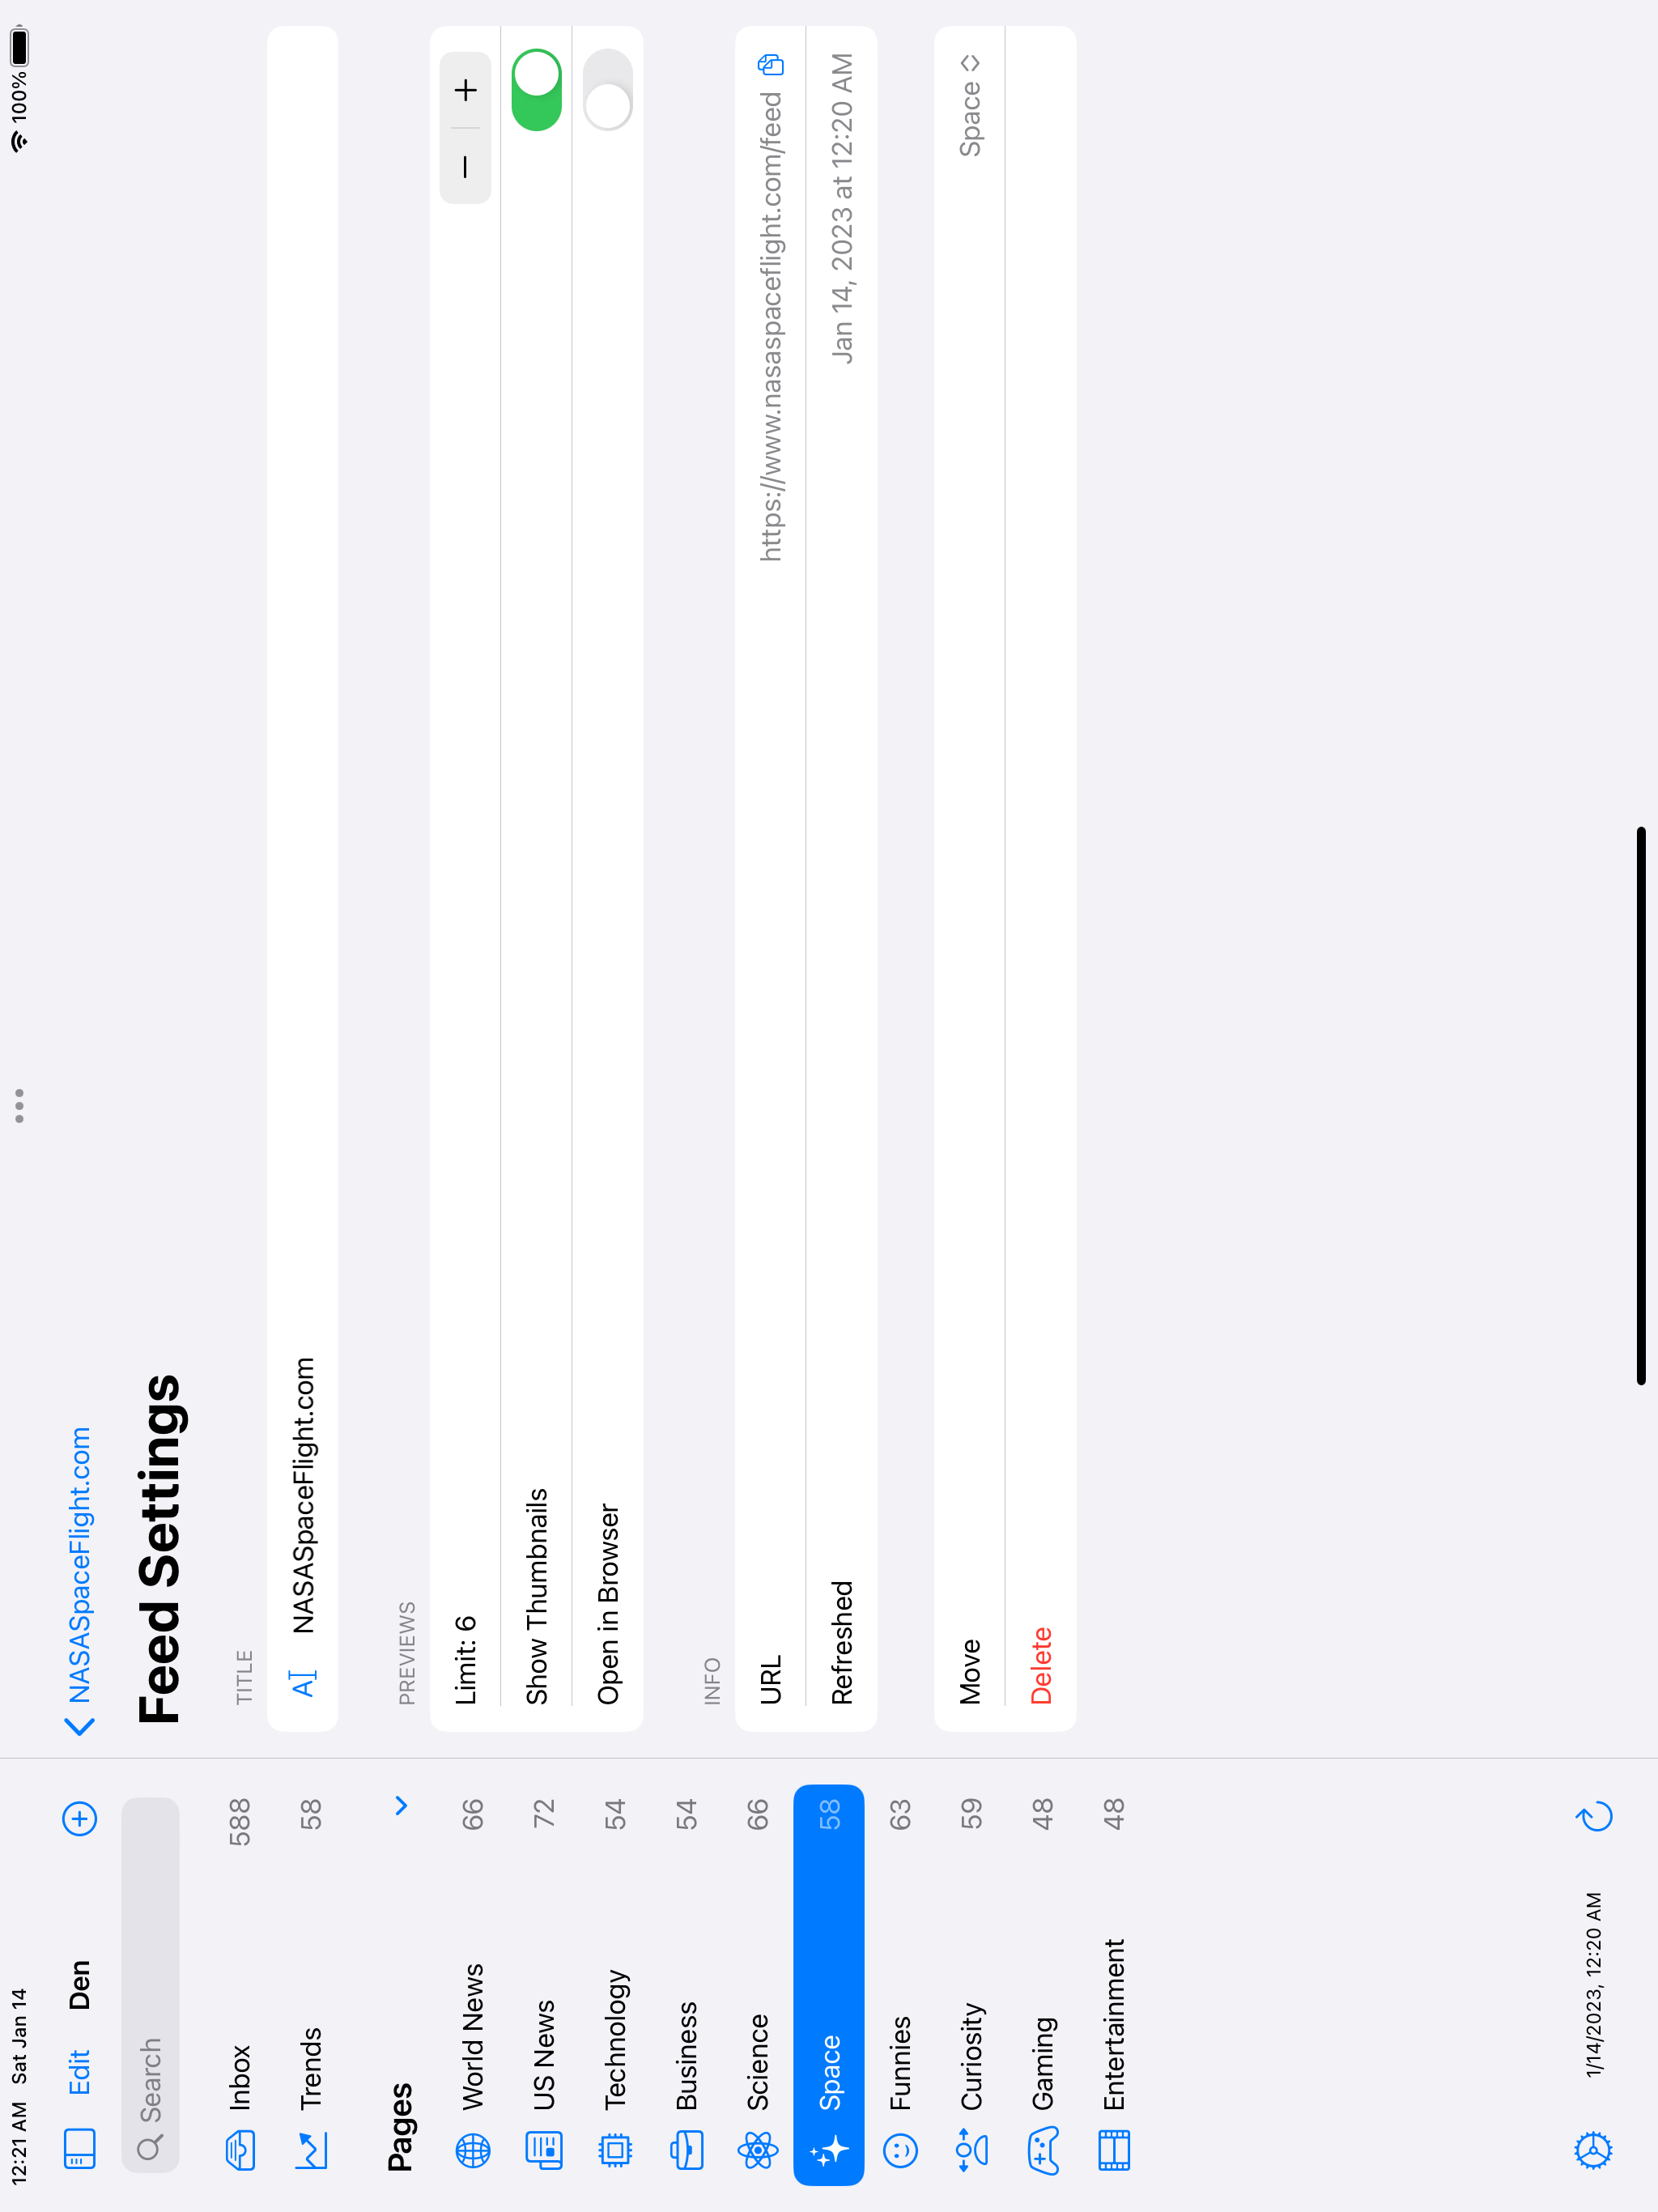 12:21 AM Sat Jan 14
100%
Edit
Den
Search
Inbox 588
Trends 58
Pages
World News 66
US News 72
Technology 54
Business 54
Science 66
Space 58
Funnies 63
Curiosity 59
Gaming 48
Entertainment 48
1/14/2023, 12:20 AM
NASASpaceFlight.com
Feed Settings
TITLE
NASASpaceFlight.com
PREVIEWS
Limit: 6
Show Thumbnails
Open in Browser
INFO
URL https://www.nasaspaceflight.com/feed
Refreshed Jan 14, 2023 at 12:20 AM
Move Space
Delete